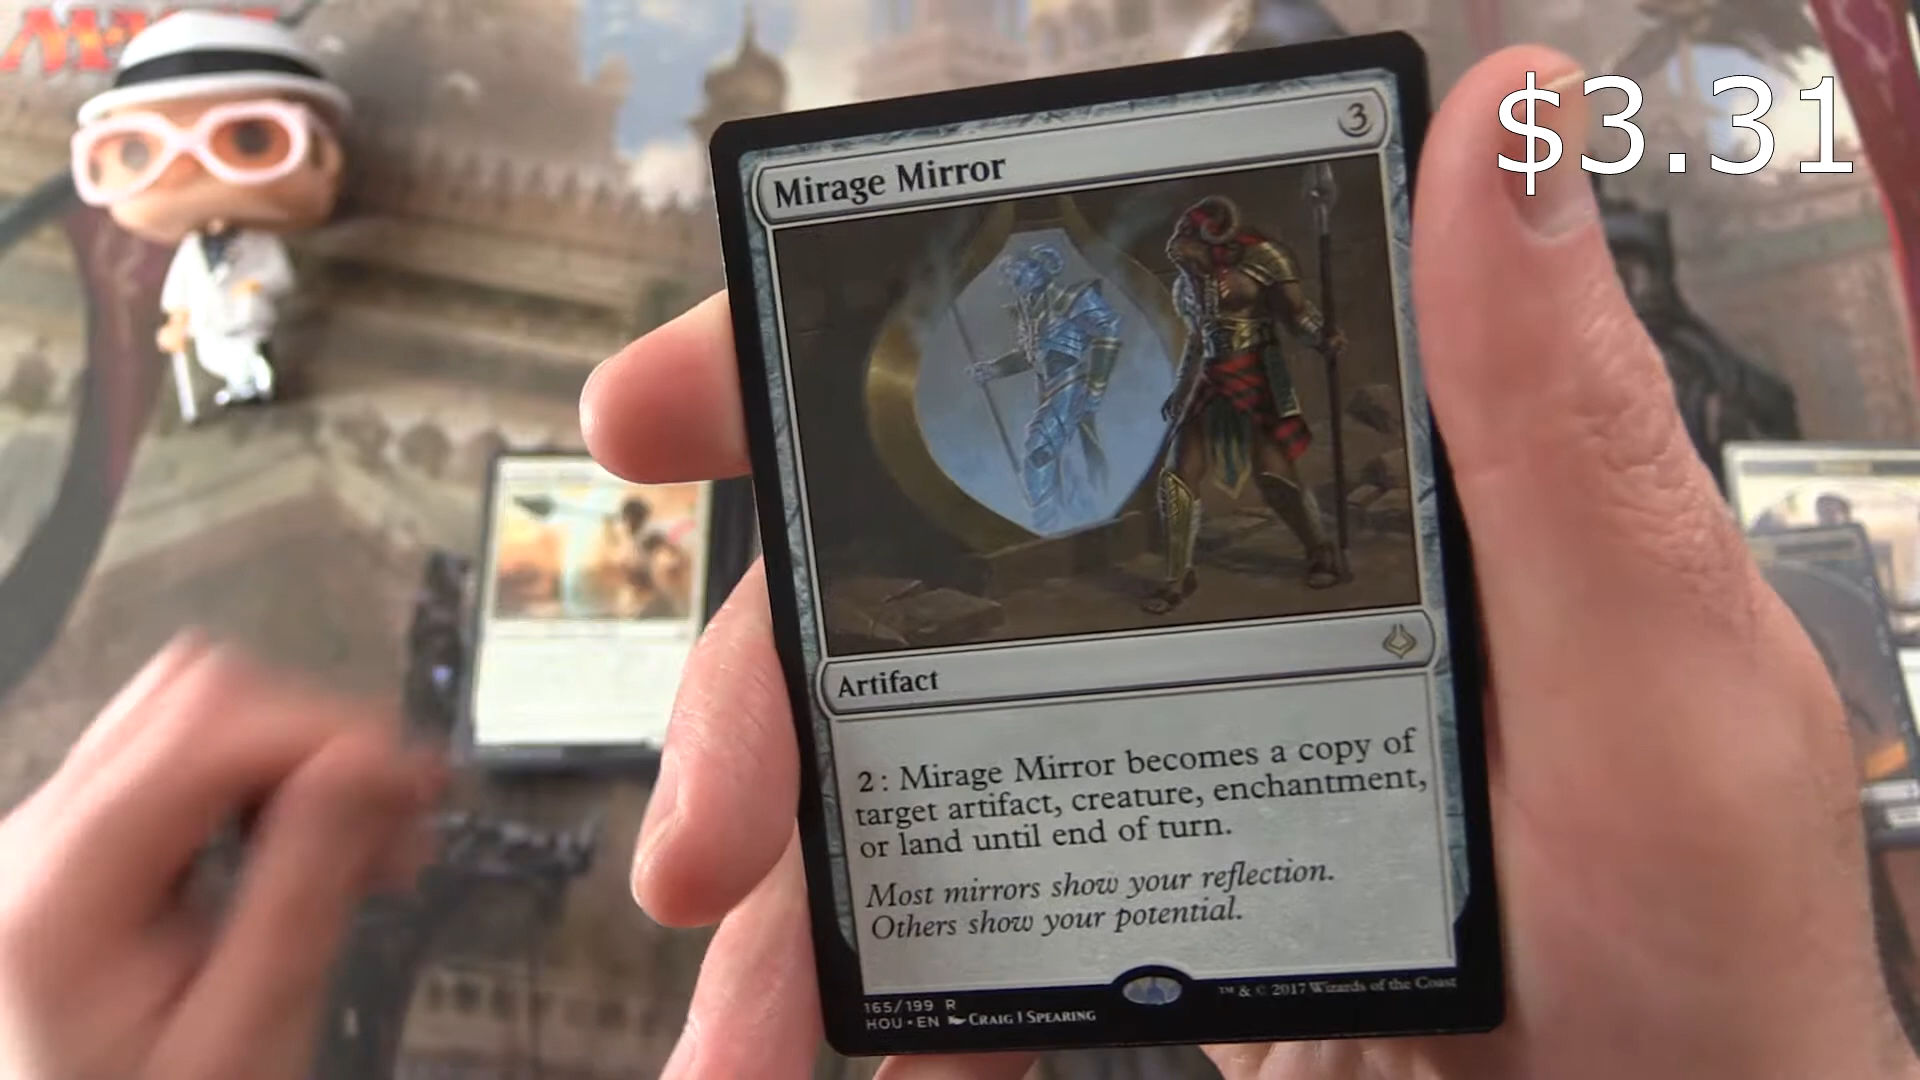 $3.31
Mirage Mirror
3
Artifact
2: Mirage Mirror becomes a copy of
target artifact, creature, enchantment,
or land until end of turn.
Most mirrors show your reflection.
Others show your potential.
165/199 R
HOU • EN Craig J Spearing
™ & © 2017 Wizards of the Coast